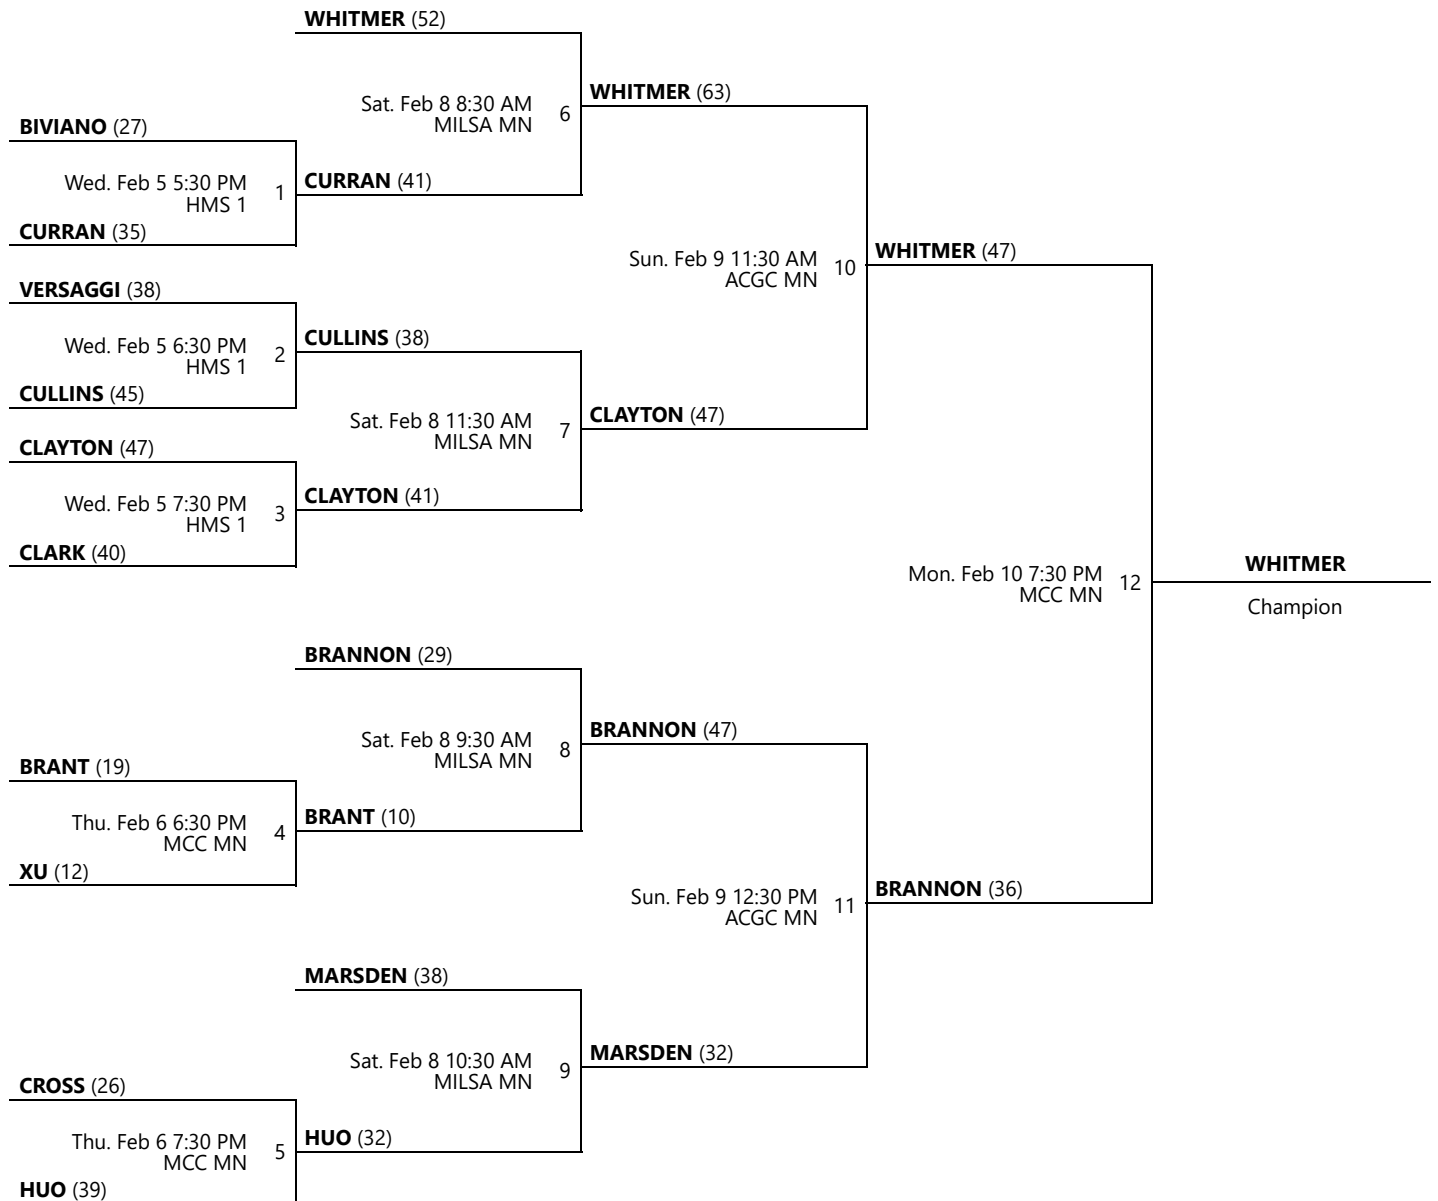 WHITMER (52)
Sat. Feb 8 8:30 AM
MILSA MN
6
WHITMER (63)
BIVIANO (27)
Wed. Feb 5 5:30 PM
HMS 1
1
CURRAN (41)
CURRAN (35)
Sun. Feb 9 11:30 AM
ACGC MN
10
WHITMER (47)
VERSAGGI (38)
Wed. Feb 5 6:30 PM
HMS 1
2
CULLINS (38)
CULLINS (45)
Sat. Feb 8 11:30 AM
MILSA MN
7
CLAYTON (47)
CLAYTON (47)
Wed. Feb 5 7:30 PM
HMS 1
3
CLAYTON (41)
CLARK (40)
Mon. Feb 10 7:30 PM
MCC MN
12
WHITMER
Champion
BRANNON (29)
Sat. Feb 8 9:30 AM
MILSA MN
8
BRANNON (47)
BRANT (19)
Thu. Feb 6 6:30 PM
MCC MN
4
BRANT (10)
XU (12)
Sun. Feb 9 12:30 PM
ACGC MN
11
BRANNON (36)
MARSDEN (38)
Sat. Feb 8 10:30 AM
MILSA MN
9
MARSDEN (32)
CROSS (26)
Thu. Feb 6 7:30 PM
MCC MN
5
HUO (32)
HUO (39)